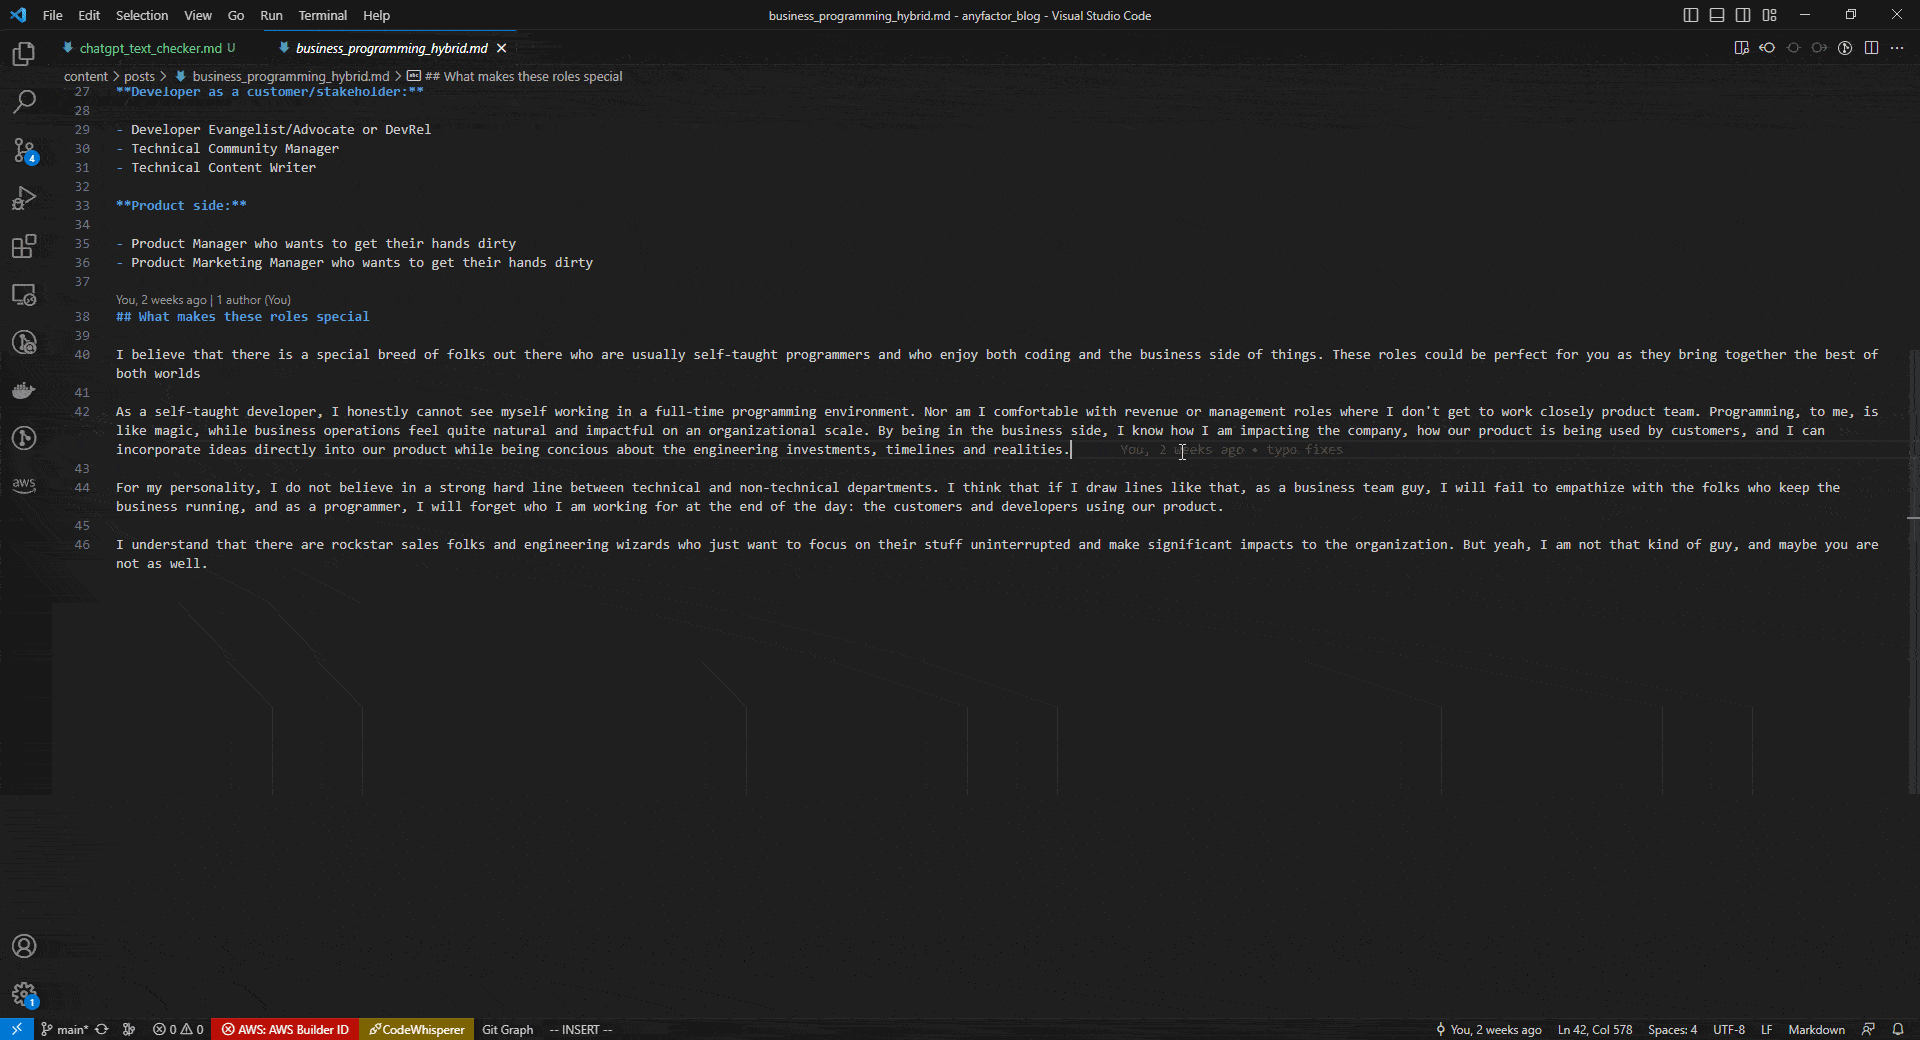 File Edit Selection View Go Run Terminal Help
business_programming_hybrid.md - anyfactor_blog - Visual Studio Code
chatgpt_text_checker.md U
business_programming_hybrid.md
content > posts > business_programming_hybrid.md > ## What makes these roles special
27 **Developer as a customer/stakeholder:**
28
29 - Developer Evangelist/Advocate or DevRel
30 - Technical Community Manager
31 - Technical Content Writer
32
33 **Product side:**
34
35 - Product Manager who wants to get their hands dirty
36 - Product Marketing Manager who wants to get their hands dirty
37
You, 2 weeks ago | 1 author (You)
38 ## What makes these roles special
39
40 I believe that there is a special breed of folks out there who are usually self-taught programmers and who enjoy both coding and the business side of things. These roles could be perfect for you as they bring together the best of
both worlds
41
42 As a self-taught developer, I honestly cannot see myself working in a full-time programming environment. Nor am I comfortable with revenue or management roles where I don't get to work closely product team. Programming, to me, is
like magic, while business operations feel quite natural and impactful on an organizational scale. By being in the business side, I know how I am impacting the company, how our product is being used by customers, and I can
incorporate ideas directly into our product while being concious about the engineering investments, timelines and realities. You, 2 weeks ago • typo fixes
43
44 For my personality, I do not believe in a strong hard line between technical and non-technical departments. I think that if I draw lines like that, as a business team guy, I will fail to empathize with the folks who keep the
business running, and as a programmer, I will forget who I am working for at the end of the day: the customers and developers using our product.
45
46 I understand that there are rockstar sales folks and engineering wizards who just want to focus on their stuff uninterrupted and make significant impacts to the organization. But yeah, I am not that kind of guy, and maybe you are
not as well.
4
aws
1
main* 0 0 AWS: AWS Builder ID CodeWhisperer Git Graph -- INSERT --
You, 2 weeks ago Ln 42, Col 578 Spaces: 4 UTF-8 LF Markdown